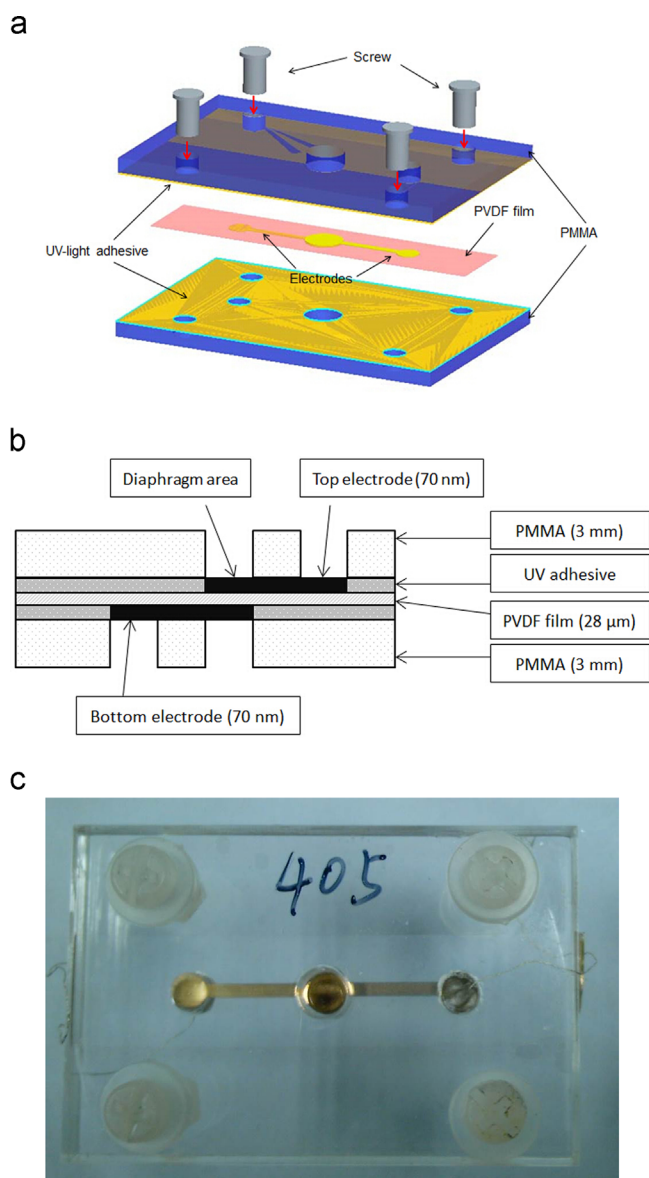 a
Screw
PVDF film
PMMA
UV-light adhesive
Electrodes
b
Diaphragm area
Top electrode (70 nm)
PMMA (3 mm)
UV adhesive
PVDF film (28 µm)
PMMA (3 mm)
Bottom electrode (70 nm)
c
405